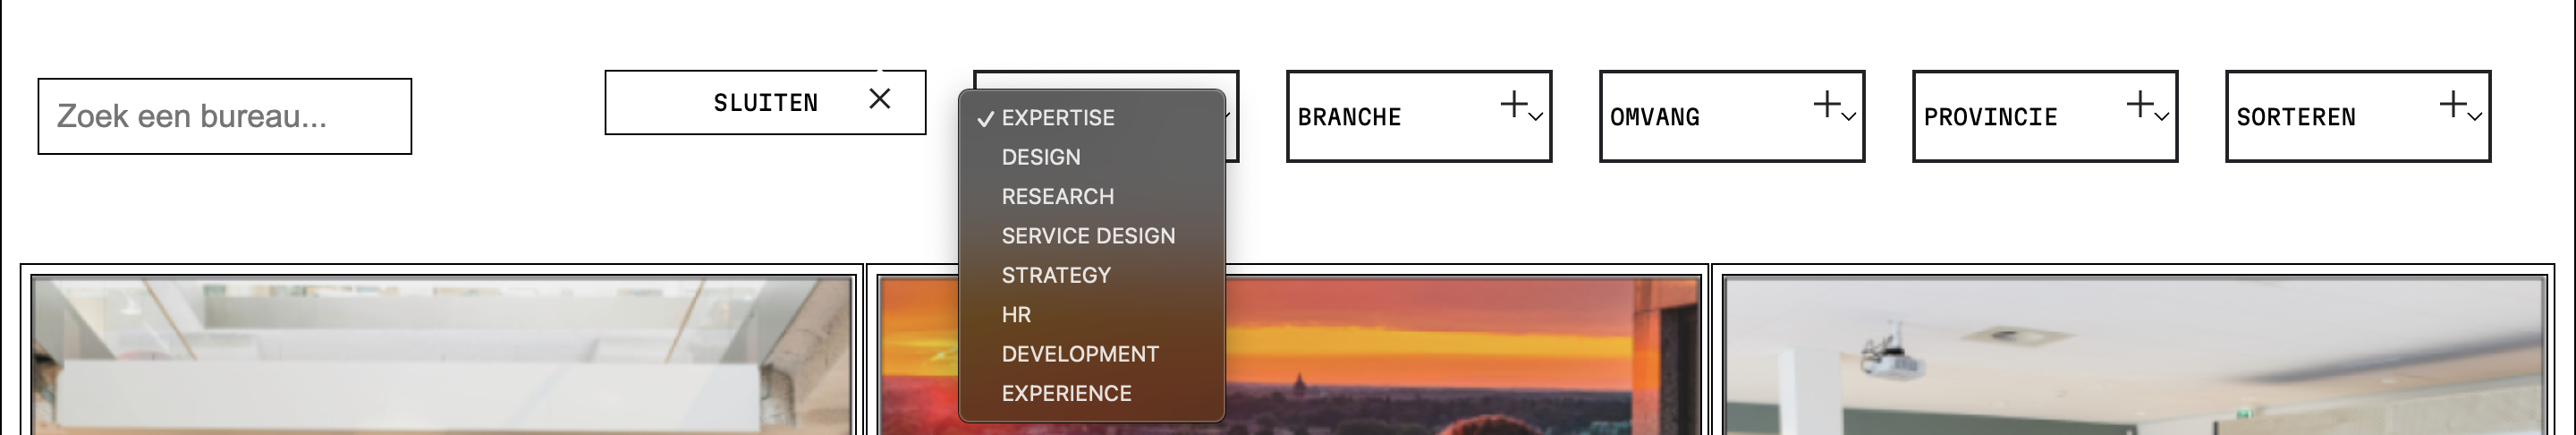 Zoek een bureau...
SLUITEN
EXPERTISE
DESIGN
RESEARCH
SERVICE DESIGN
STRATEGY
HR
DEVELOPMENT
EXPERIENCE
BRANCHE
OMVANG
PROVINCIE
SORTEREN